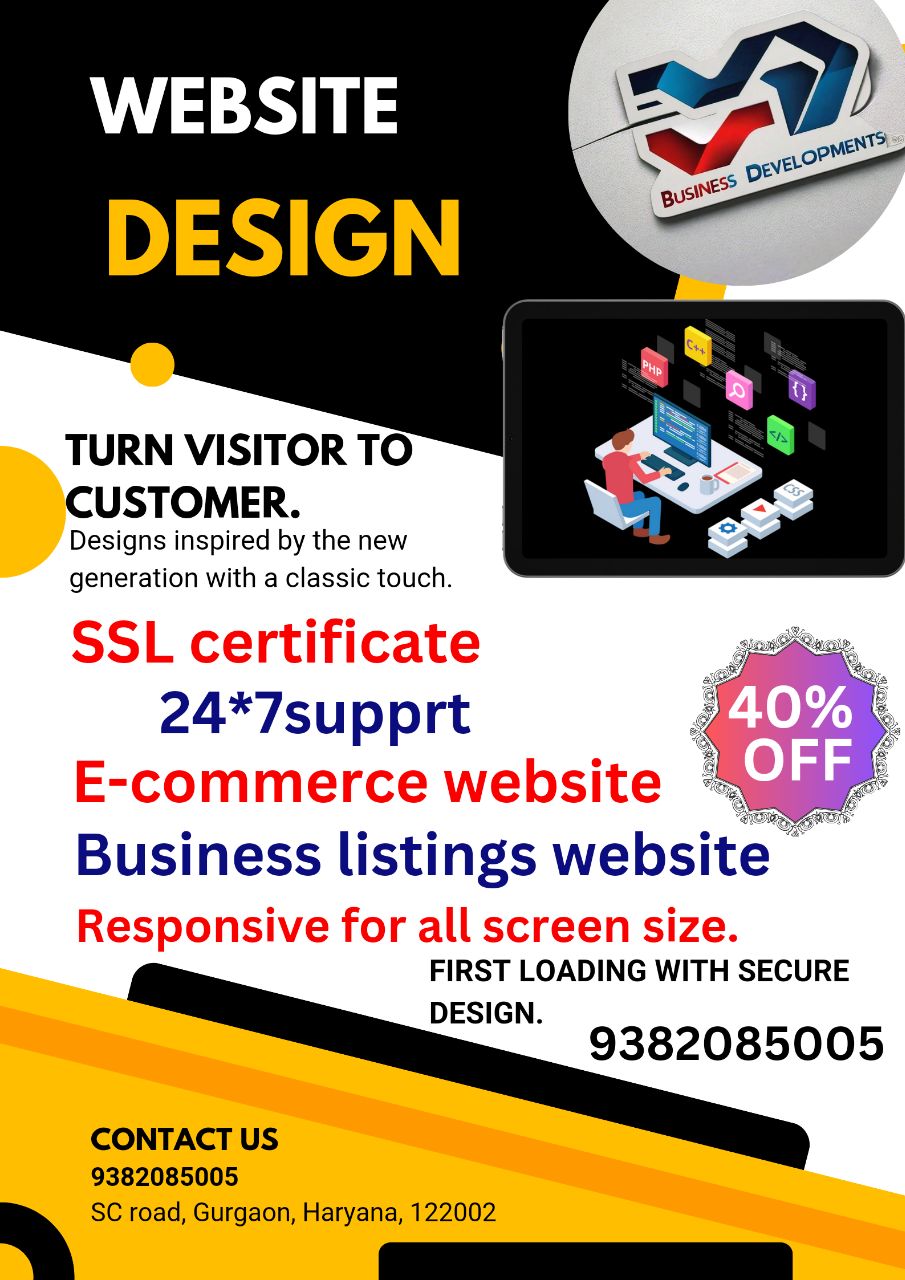 WEBSITE
DESIGN
BUSINESS DEVELOPMENTS
PHP
C++
{}
</>
CSS
TURN VISITOR TO
CUSTOMER.
Designs inspired by the new
generation with a classic touch.
SSL certificate
24*7supprt
E-commerce website
Business listings website
Responsive for all screen size.
40%
OFF
FIRST LOADING WITH SECURE
DESIGN.
9382085005
CONTACT US
9382085005
SC road, Gurgaon, Haryana, 122002